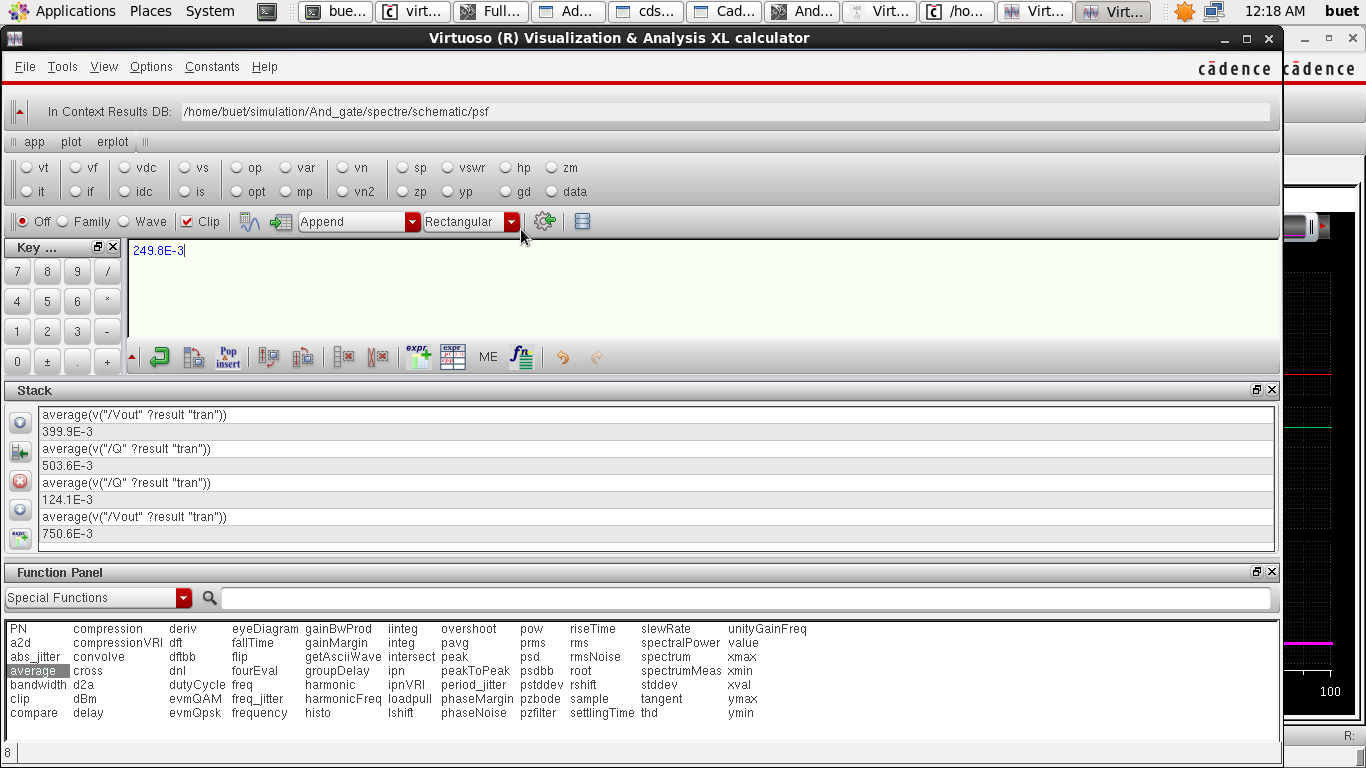 Applications Places System bue... virt... Full... Ad... cds... Cad... And... Virt... /ho... Virt... Virt... 12:18 AM buet
Virtuoso (R) Visualization & Analysis XL calculator
File Tools View Options Constants Help cādence cādence
In Context Results DB: /home/buet/simulation/And_gate/spectre/schematic/psf
app plot erplot
vt vf vdc vs op var vn sp vswr hp zm
it if idc is opt mp vn2 zp yp gd data
Off Family Wave Clip Append Rectangular
Key ...
249.8E-3
7 8 9 /
4 5 6 *
1 2 3 -
0 ± . +
Pop insert expr expr ME fn
Stack
average(v("/Vout" ?result "tran"))
399.9E-3
average(v("/Q" ?result "tran"))
503.6E-3
average(v("/Q" ?result "tran"))
124.1E-3
average(v("/Vout" ?result "tran"))
750.6E-3
Function Panel
Special Functions
PN compression deriv eyeDiagram gainBwProd iinteg overshoot pow riseTime slewRate unityGainFreq
a2d compressionVRI dft fallTime gainMargin integ pavg prms rms spectralPower value
abs_jitter convolve dftbb flip getAsciiWave intersect peak psd rmsNoise spectrum xmax
average cross dnl fourEval groupDelay ipn peakToPeak psdbb root spectrumMeas xmin
bandwidth d2a dutyCycle freq harmonic ipnVRI period_jitter pstddev rshift stddev xval
clip dBm evmQAM freq_jitter harmonicFreq loadpull phaseMargin pzbode sample tangent ymax
compare delay evmQpsk frequency histo lshift phaseNoise pzfilter settlingTime thd ymin
100
R:
8